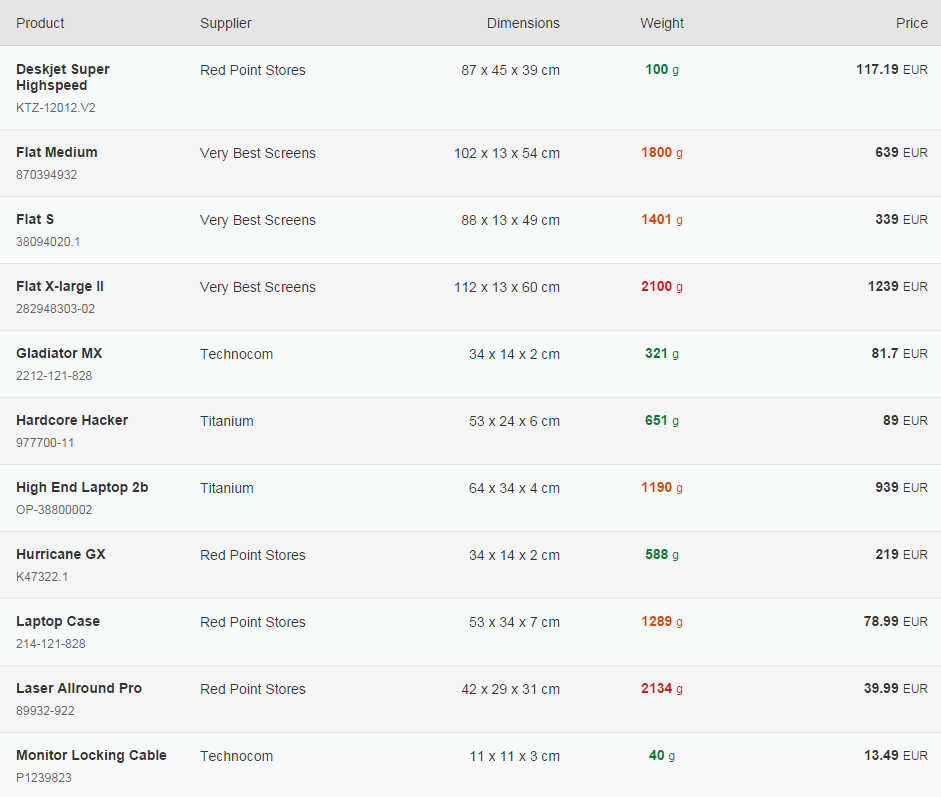 Product Supplier Dimensions Weight Price
Deskjet Super Red Point Stores 87 x 45 x 39 cm 100 g 117.19 EUR
Highspeed
KTZ-12012.V2
Flat Medium Very Best Screens 102 x 13 x 54 cm 1800 g 639 EUR
870394932
Flat S Very Best Screens 88 x 13 x 49 cm 1401 g 339 EUR
38094020.1
Flat X-large II Very Best Screens 112 x 13 x 60 cm 2100 g 1239 EUR
282948303-02
Gladiator MX Technocom 34 x 14 x 2 cm 321 g 81.7 EUR
2212-121-828
Hardcore Hacker Titanium 53 x 24 x 6 cm 651 g 89 EUR
977700-11
High End Laptop 2b Titanium 64 x 34 x 4 cm 1190 g 939 EUR
OP-38800002
Hurricane GX Red Point Stores 34 x 14 x 2 cm 588 g 219 EUR
K47322.1
Laptop Case Red Point Stores 53 x 34 x 7 cm 1289 g 78.99 EUR
214-121-828
Laser Allround Pro Red Point Stores 42 x 29 x 31 cm 2134 g 39.99 EUR
89932-922
Monitor Locking Cable Technocom 11 x 11 x 3 cm 40 g 13.49 EUR
P1239823